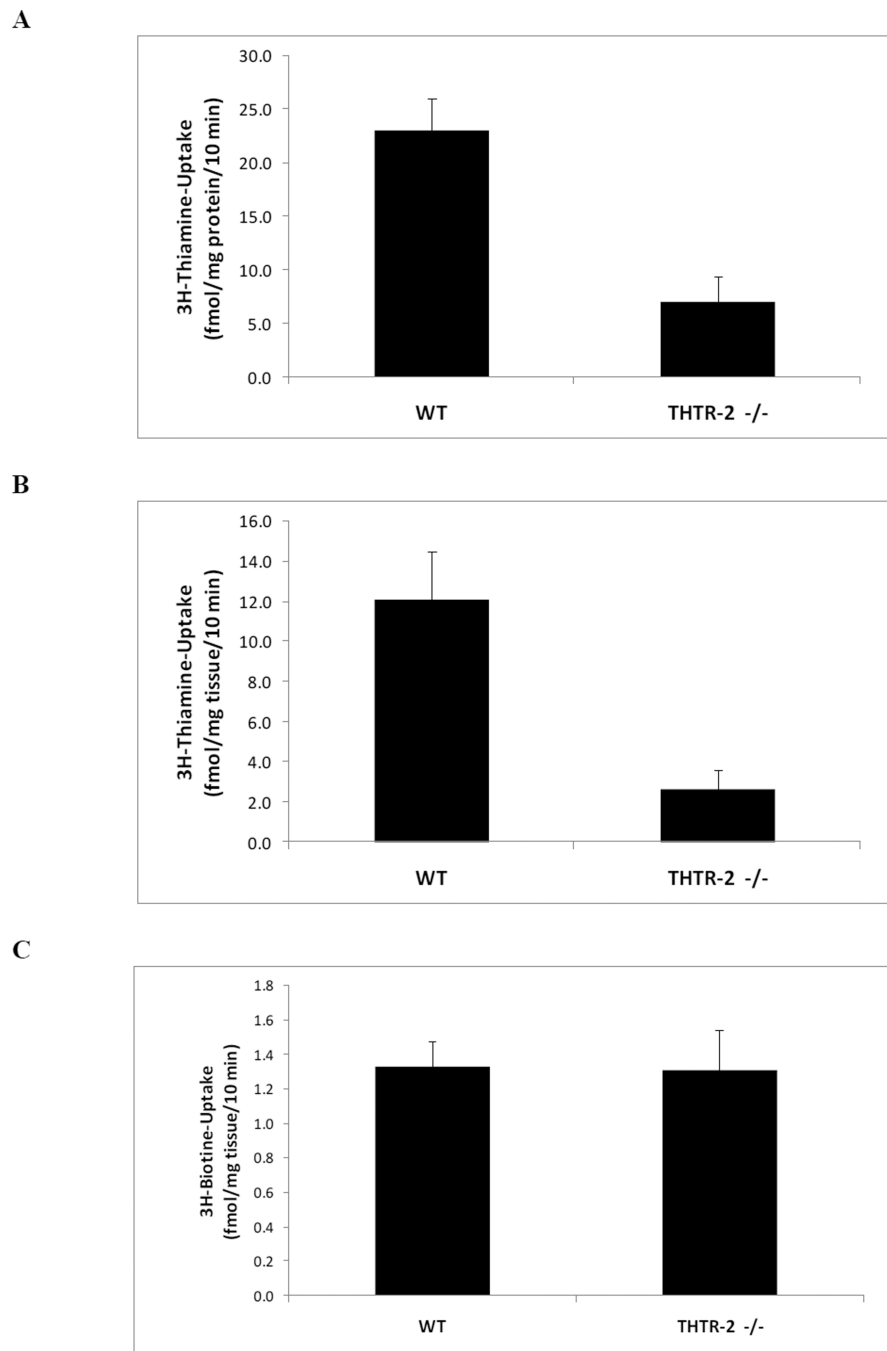 A
3H-Thiamine-Uptake
(fmol/mg protein/10 min)
30.0
25.0
20.0
15.0
10.0
5.0
0.0
WT
THTR-2 -/-
B
3H-Thiamine-Uptake
(fmol/mg tissue/10 min)
16.0
14.0
12.0
10.0
8.0
6.0
4.0
2.0
0.0
WT
THTR-2 -/-
C
3H-Biotine-Uptake
(fmol/mg tissue/10 min)
1.8
1.6
1.4
1.2
1.0
0.8
0.6
0.4
0.2
0.0
WT
THTR-2 -/-